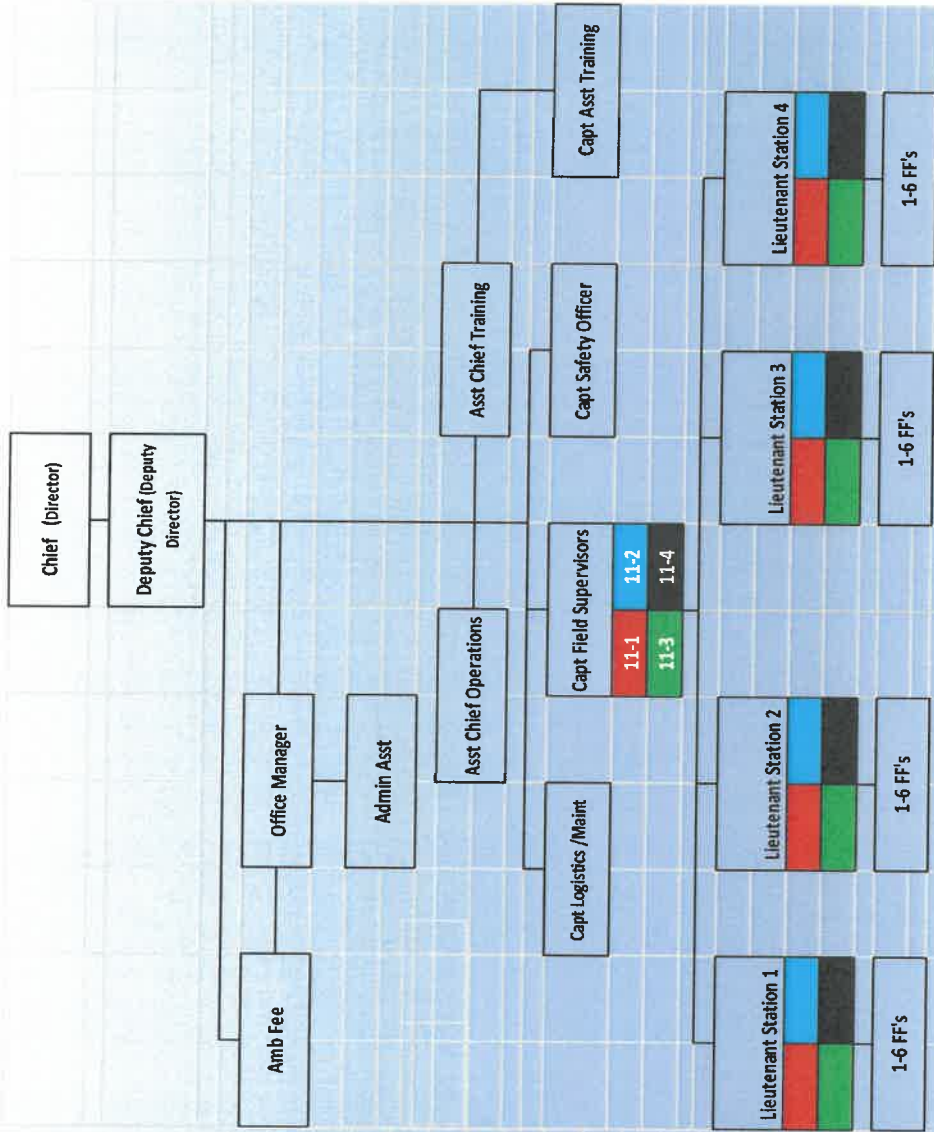 Chief (Director)
Deputy Chief (Deputy
Director)
Amb Fee
Office Manager
Admin Asst
Asst Chief Operations
Asst Chief Training
Capt Logistics /Maint
Capt Field Supervisors
11-1
11-2
11-3
11-4
Capt Safety Officer
Capt Asst Training
Lieutenant Station 1
Lieutenant Station 2
Lieutenant Station 3
Lieutenant Station 4
1-6 FF's
1-6 FF's
1-6 FF's
1-6 FF's